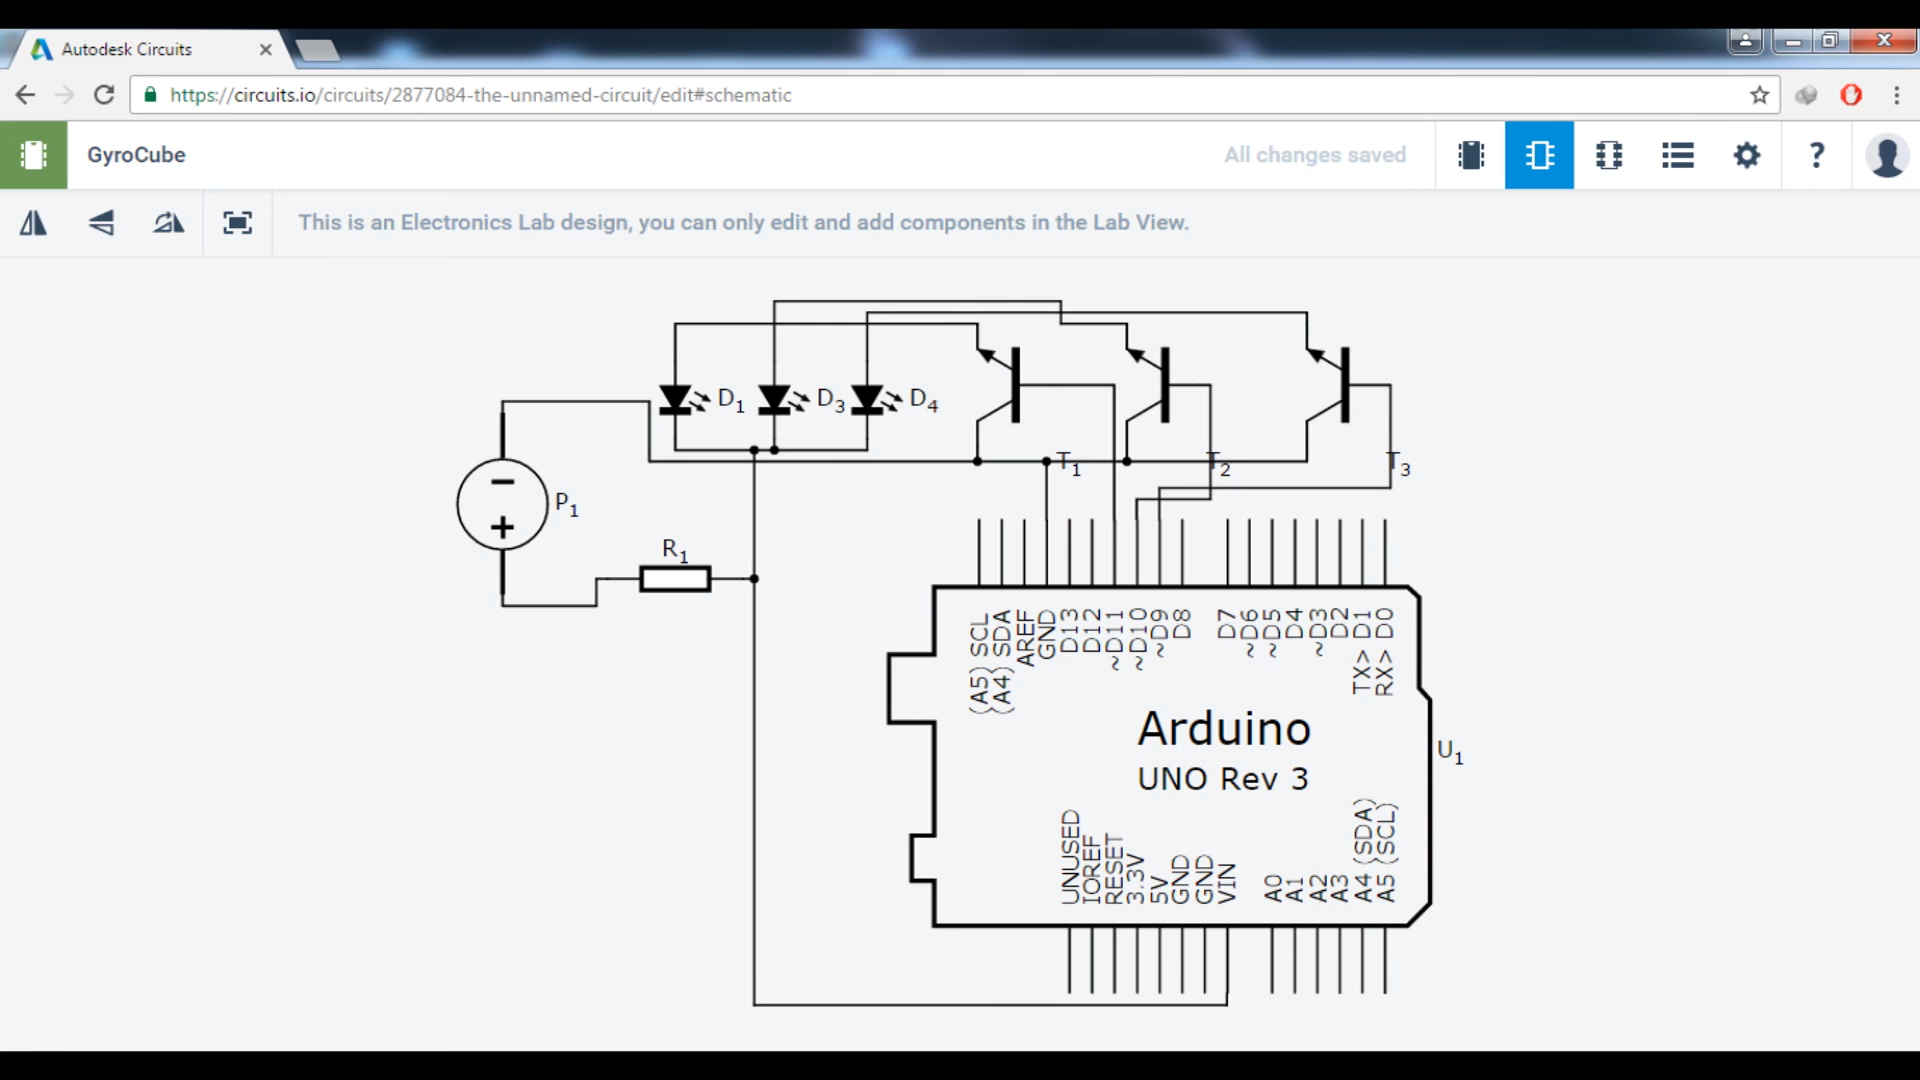 Autodesk Circuits
https://circuits.io/circuits/2877084-the-unnamed-circuit/edit#schematic
GyroCube
All changes saved
?
This is an Electronics Lab design, you can only edit and add components in the Lab View.
D1
D3
D4
T1
T2
T3
P1
R1
(A5) SCL
(A4) SDA
AREF
GND
D13
D12
~D11
~D10
~D9
D8
D7
~D6
~D5
D4
~D3
D2
TX> D1
RX> D0
Arduino
UNO Rev 3
U1
UNUSED
IOREF
RESET
3.3V
5V
GND
GND
VIN
A0
A1
A2
A3
A4 (SDA)
A5 (SCL)